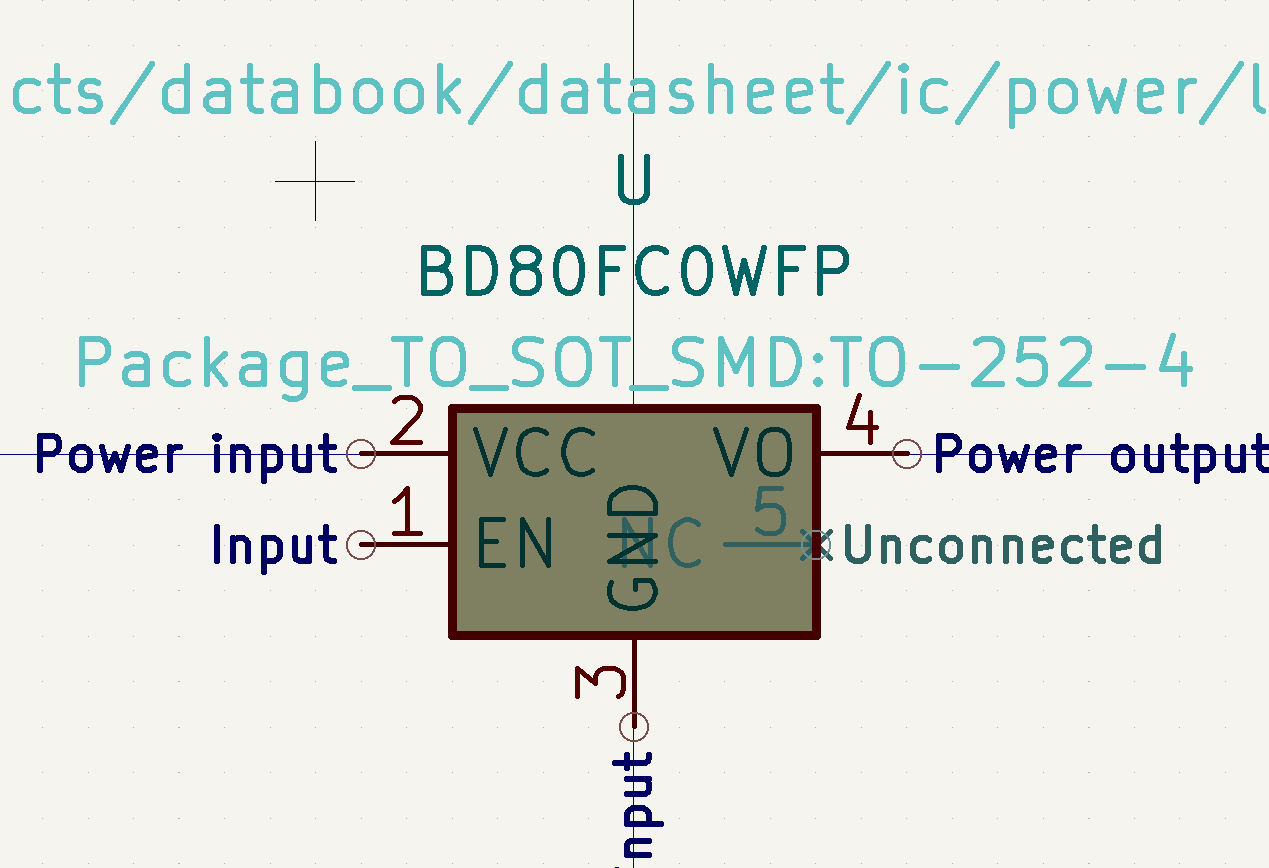 cts/databook/datasheet/ic/power/l
U
BD80FC0WFP
Package_TO_SOT_SMD:TO-252-4
Power input 2 VCC VO 4 Power output
Input 1 EN GND NC 5 Unconnected
3
nput